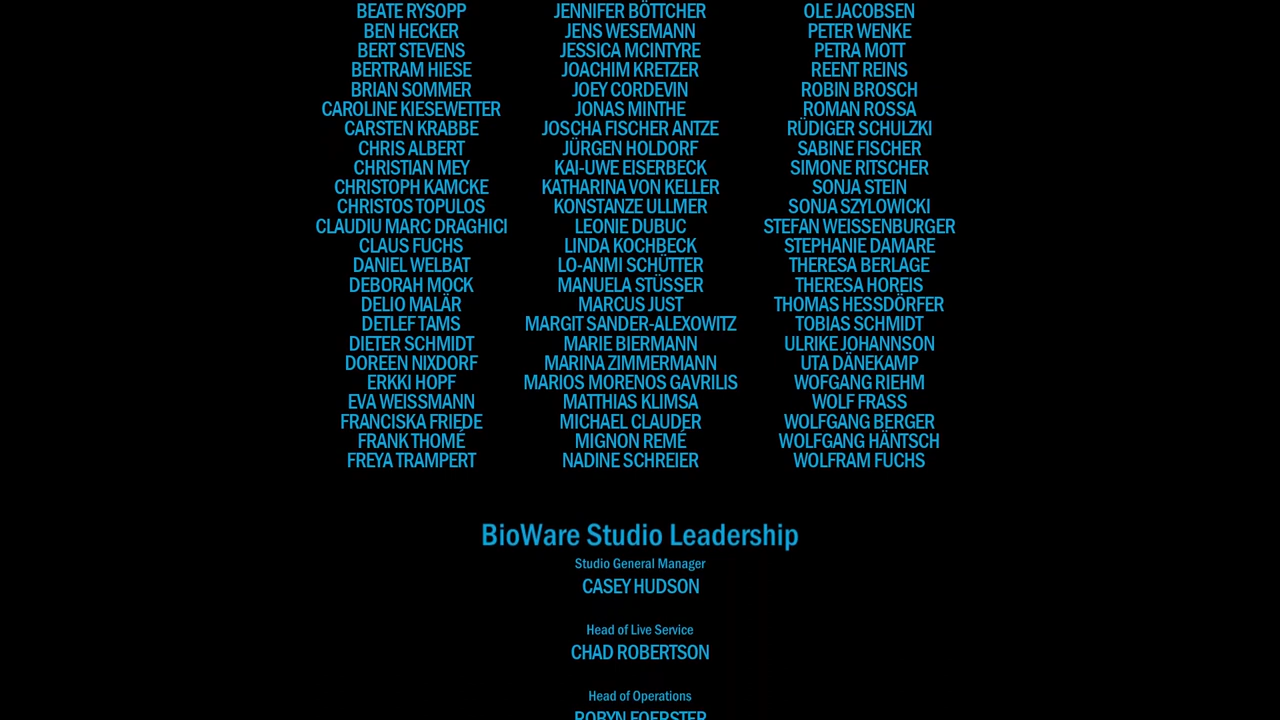 BEATE RYSOPP JENNIFER BÖTTCHER OLE JACOBSEN
BEN HECKER JENS WESEMANN PETER WENKE
BERT STEVENS JESSICA MCINTYRE PETRA MOTT
BERTRAM HIESE JOACHIM KRETZER REENT REINS
BRIAN SOMMER JOEY CORDEVIN ROBIN BROSCH
CAROLINE KIESEWETTER JONAS MINTHE ROMAN ROSSA
CARSTEN KRABBE JOSCHA FISCHER ANTZE RÜDIGER SCHULZKI
CHRIS ALBERT JÜRGEN HOLDORF SABINE FISCHER
CHRISTIAN MEY KAI-UWE EISERBECK SIMONE RITSCHER
CHRISTOPH KAMCKE KATHARINA VON KELLER SONJA STEIN
CHRISTOS TOPULOS KONSTANZE ULLMER SONJA SZYLOWICKI
CLAUDIU MARC DRAGHICI LEONIE DUBUC STEFAN WEISSENBURGER
CLAUS FUCHS LINDA KOCHBECK STEPHANIE DAMARE
DANIEL WELBAT LO-ANMI SCHÜTTER THERESA BERLAGE
DEBORAH MOCK MANUELA STÜSSER THERESA HOREIS
DELIO MALÄR MARCUS JUST THOMAS HESSDÖRFER
DETLEF TAMS MARGIT SANDER-ALEXOWITZ TOBIAS SCHMIDT
DIETER SCHMIDT MARIE BIERMANN ULRIKE JOHANNSON
DOREEN NIXDORF MARINA ZIMMERMANN UTA DÄNEKAMP
ERKKI HOPF MARIOS MORENOS GAVRILIS WOFGANG RIEHM
EVA WEISSMANN MATTHIAS KLIMSA WOLF FRASS
FRANCISKA FRIEDE MICHAEL CLAUDER WOLFGANG BERGER
FRANK THOMÉ MIGNON REMÉ WOLFGANG HÄNTSCH
FREYA TRAMPERT NADINE SCHREIER WOLFRAM FUCHS
BioWare Studio Leadership
Studio General Manager
CASEY HUDSON
Head of Live Service
CHAD ROBERTSON
Head of Operations
ROBYN FOERSTER